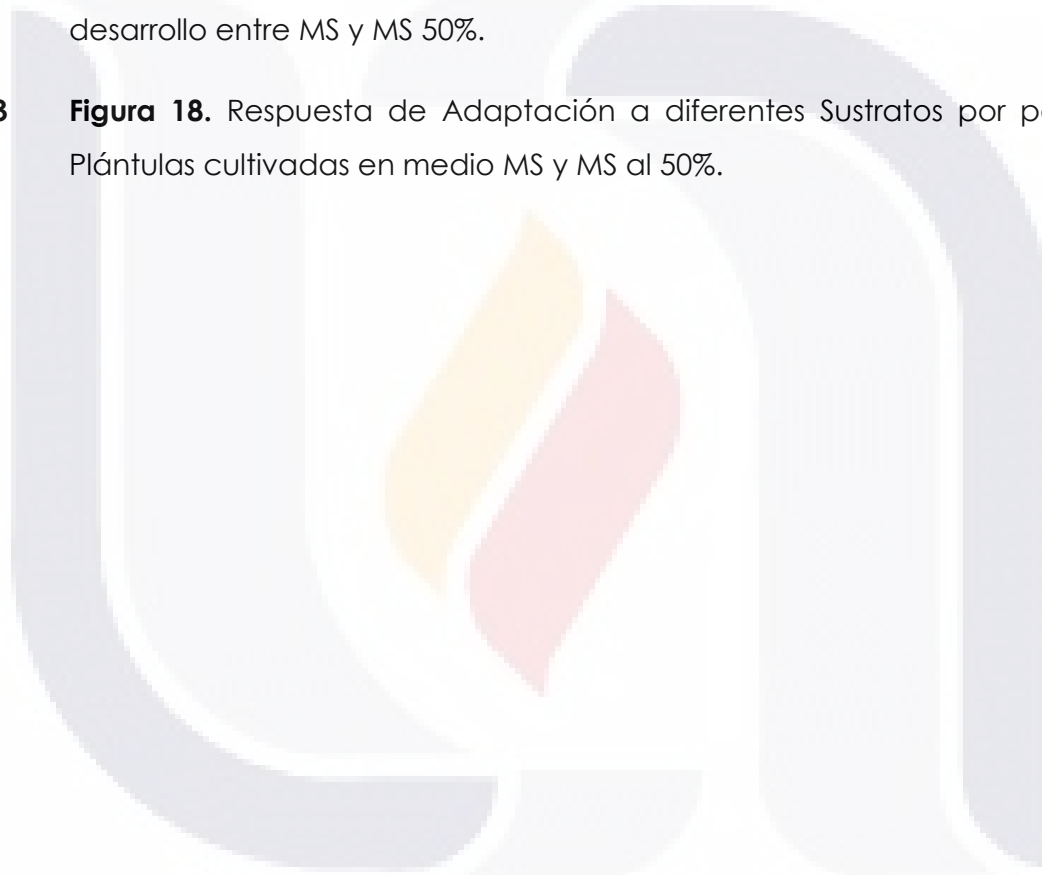 desarrollo entre MS y MS 50%.
3 Figura 18. Respuesta de Adaptación a diferentes Sustratos por
Plántulas cultivadas en medio MS y MS al 50%.